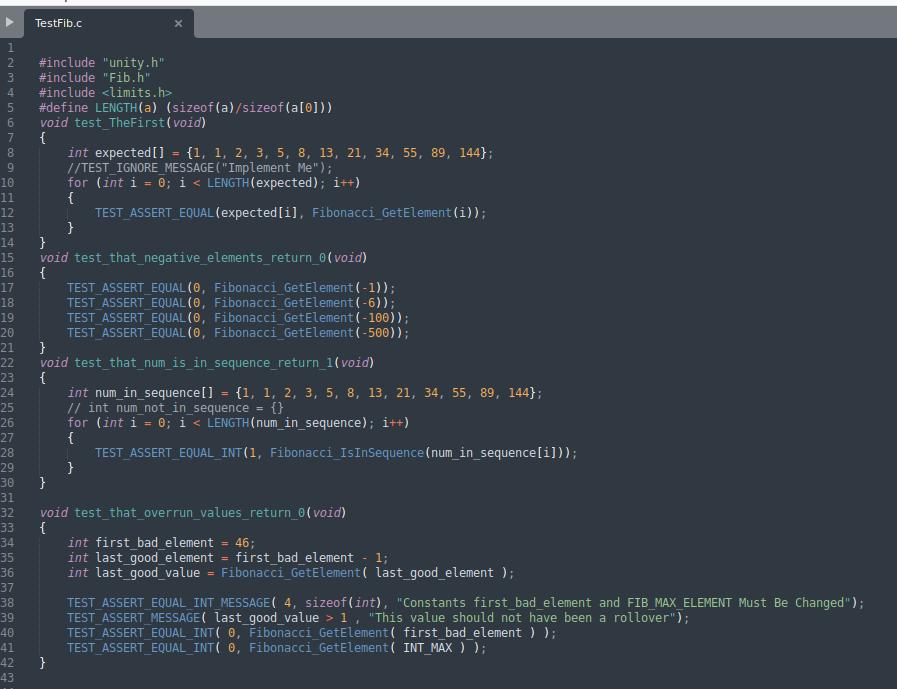 TestFib.c
1
2 #include "unity.h"
3 #include "Fib.h"
4 #include <limits.h>
5 #define LENGTH(a) (sizeof(a)/sizeof(a[0]))
6 void test_TheFirst(void)
7 {
8     int expected[] = {1, 1, 2, 3, 5, 8, 13, 21, 34, 55, 89, 144};
9     //TEST_IGNORE_MESSAGE("Implement Me");
10     for (int i = 0; i < LENGTH(expected); i++)
11     {
12         TEST_ASSERT_EQUAL(expected[i], Fibonacci_GetElement(i));
13     }
14 }
15 void test_that_negative_elements_return_0(void)
16 {
17     TEST_ASSERT_EQUAL(0, Fibonacci_GetElement(-1));
18     TEST_ASSERT_EQUAL(0, Fibonacci_GetElement(-6));
19     TEST_ASSERT_EQUAL(0, Fibonacci_GetElement(-100));
20     TEST_ASSERT_EQUAL(0, Fibonacci_GetElement(-500));
21 }
22 void test_that_num_is_in_sequence_return_1(void)
23 {
24     int num_in_sequence[] = {1, 1, 2, 3, 5, 8, 13, 21, 34, 55, 89, 144};
25     // int num_not_in_sequence = {}
26     for (int i = 0; i < LENGTH(num_in_sequence); i++)
27     {
28         TEST_ASSERT_EQUAL_INT(1, Fibonacci_IsInSequence(num_in_sequence[i]));
29     }
30 }
31
32 void test_that_overrun_values_return_0(void)
33 {
34     int first_bad_element = 46;
35     int last_good_element = first_bad_element - 1;
36     int last_good_value = Fibonacci_GetElement( last_good_element );
37
38     TEST_ASSERT_EQUAL_INT_MESSAGE( 4, sizeof(int), "Constants first_bad_element and FIB_MAX_ELEMENT Must Be Changed");
39     TEST_ASSERT_MESSAGE( last_good_value > 1 , "This value should not have been a rollover");
40     TEST_ASSERT_EQUAL_INT( 0, Fibonacci_GetElement( first_bad_element ) );
41     TEST_ASSERT_EQUAL_INT( 0, Fibonacci_GetElement( INT_MAX ) );
42 }
43